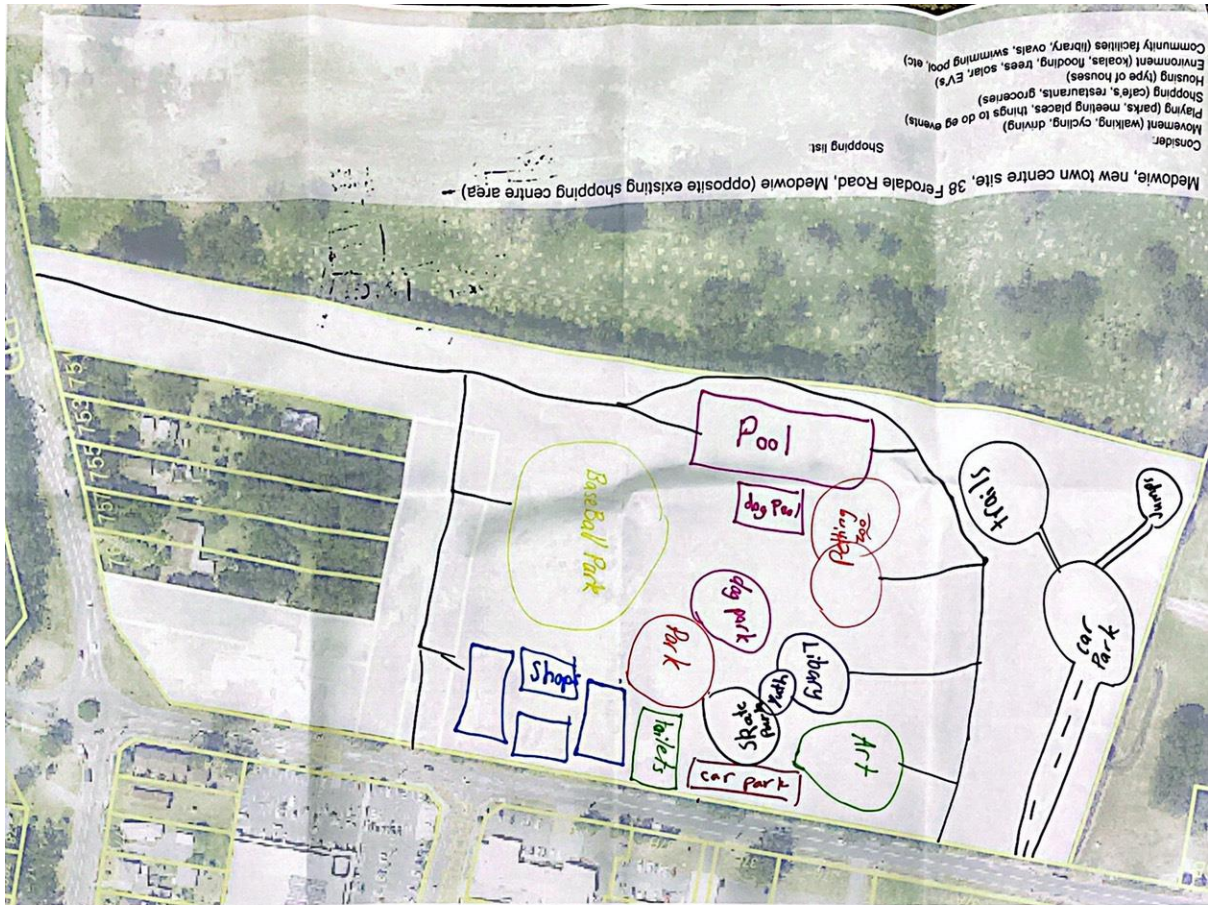 Medowie, new town centre site, 38 Ferodale Road, Medowie (opposite existing shopping centre area)
Shopping list:
Consider:
Movement (walking, cycling, driving)
Playing (parks, meeting places, things to do eg events)
Shopping (cafe's, restaurants, groceries)
Housing (type of houses)
Environment (koalas, flooding, trees, solar, EV's)
Community facilities (library, ovals, swimming pool, etc)
753
755
757
Pool
dog Pool
Petting
zoo
trails
Jumps
car
Park
BaseBall Park
dog park
Park
Library
Skate
Park
Shops
toilets
car park
Art